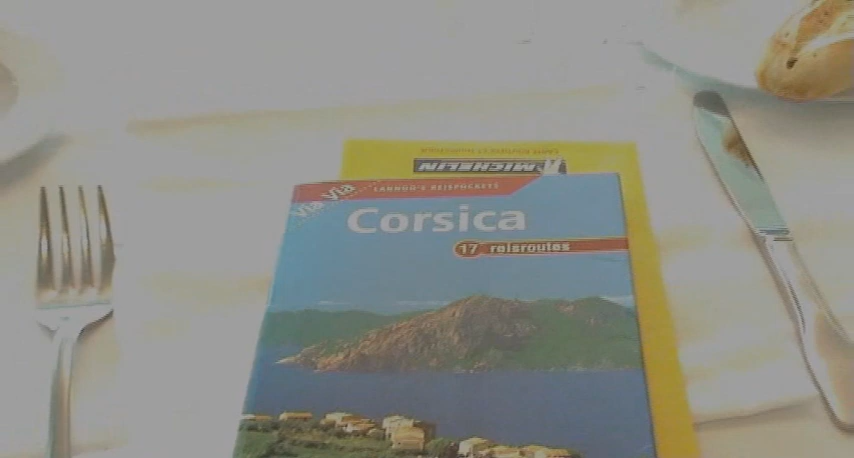 MICHELIN
Via Via
LANNOO'S REISPOCKETS
Corsica
17 reisroutes